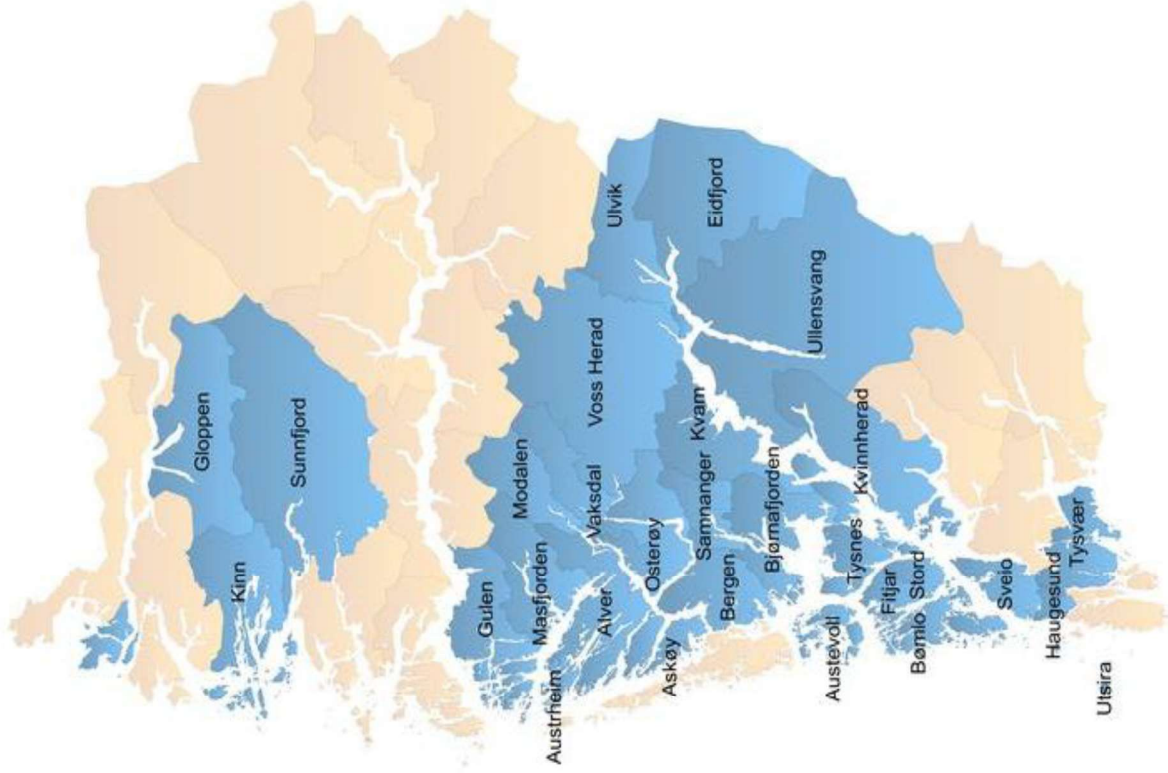 Gloppen
Kinn
Sunnfjord
Gulen
Modalen
Masfjorden
Austrheim
Ulvik
Voss Herad
Vaksdal
Alver
Osterøy
Askøy
Eidfjord
Kvam
Samnanger
Bergen
Bjørnafjorden
Ullensvang
Austevoll
Tysnes
Kvinnherad
Fitjar
Stord
Bømlo
Sveio
Haugesund
Tysvær
Utsira